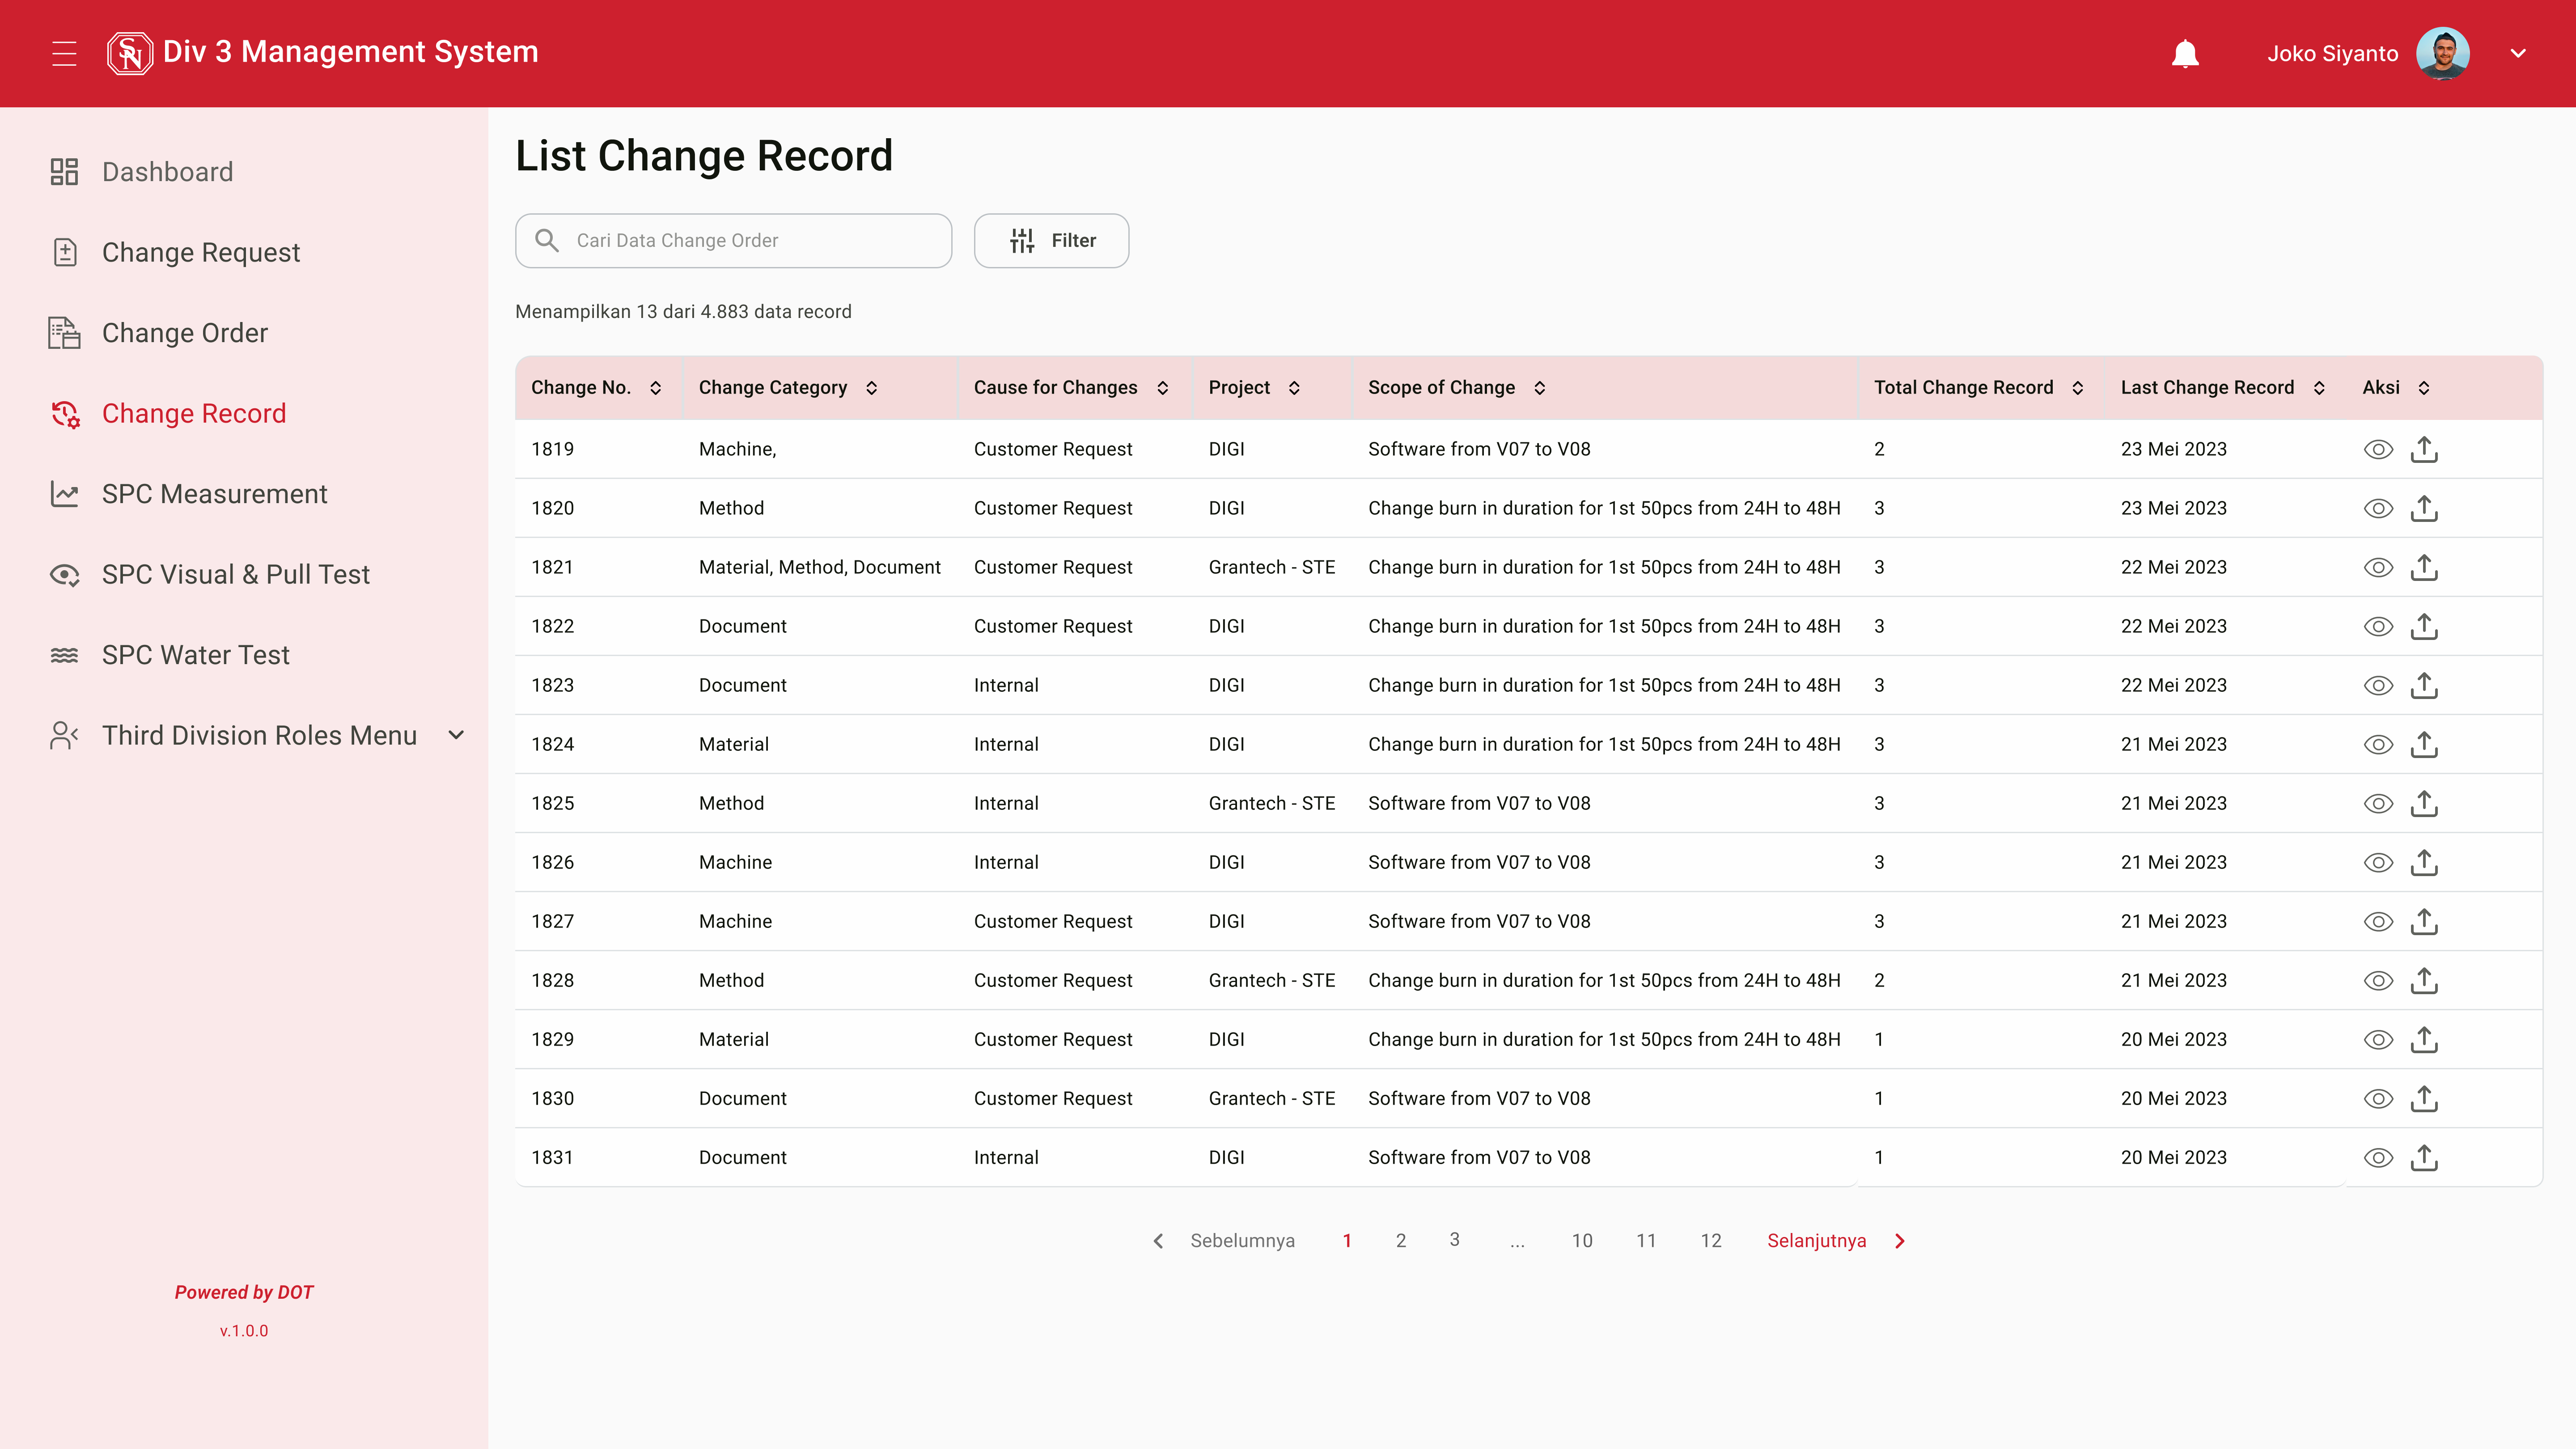 SN Div 3 Management System
Joko Siyanto
Dashboard
Change Request
Change Order
Change Record
SPC Measurement
SPC Visual & Pull Test
SPC Water Test
Third Division Roles Menu
Powered by DOT
v.1.0.0
List Change Record
Cari Data Change Order
Filter
Menampilkan 13 dari 4.883 data record
Change No. Change Category Cause for Changes Project Scope of Change Total Change Record Last Change Record Aksi
1819 Machine, Customer Request DIGI Software from V07 to V08 2 23 Mei 2023
1820 Method Customer Request DIGI Change burn in duration for 1st 50pcs from 24H to 48H 3 23 Mei 2023
1821 Material, Method, Document Customer Request Grantech - STE Change burn in duration for 1st 50pcs from 24H to 48H 3 22 Mei 2023
1822 Document Customer Request DIGI Change burn in duration for 1st 50pcs from 24H to 48H 3 22 Mei 2023
1823 Document Internal DIGI Change burn in duration for 1st 50pcs from 24H to 48H 3 22 Mei 2023
1824 Material Internal DIGI Change burn in duration for 1st 50pcs from 24H to 48H 3 21 Mei 2023
1825 Method Internal Grantech - STE Software from V07 to V08 3 21 Mei 2023
1826 Machine Internal DIGI Software from V07 to V08 3 21 Mei 2023
1827 Machine Customer Request DIGI Software from V07 to V08 3 21 Mei 2023
1828 Method Customer Request Grantech - STE Change burn in duration for 1st 50pcs from 24H to 48H 2 21 Mei 2023
1829 Material Customer Request DIGI Change burn in duration for 1st 50pcs from 24H to 48H 1 20 Mei 2023
1830 Document Customer Request Grantech - STE Software from V07 to V08 1 20 Mei 2023
1831 Document Internal DIGI Software from V07 to V08 1 20 Mei 2023
Sebelumnya 1 2 3 ... 10 11 12 Selanjutnya